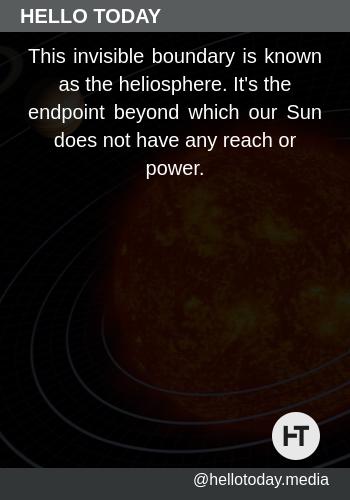 HELLO TODAY
This invisible boundary is known
as the heliosphere. It's the
endpoint beyond which our Sun
does not have any reach or
power.
HT
@hellotoday.media